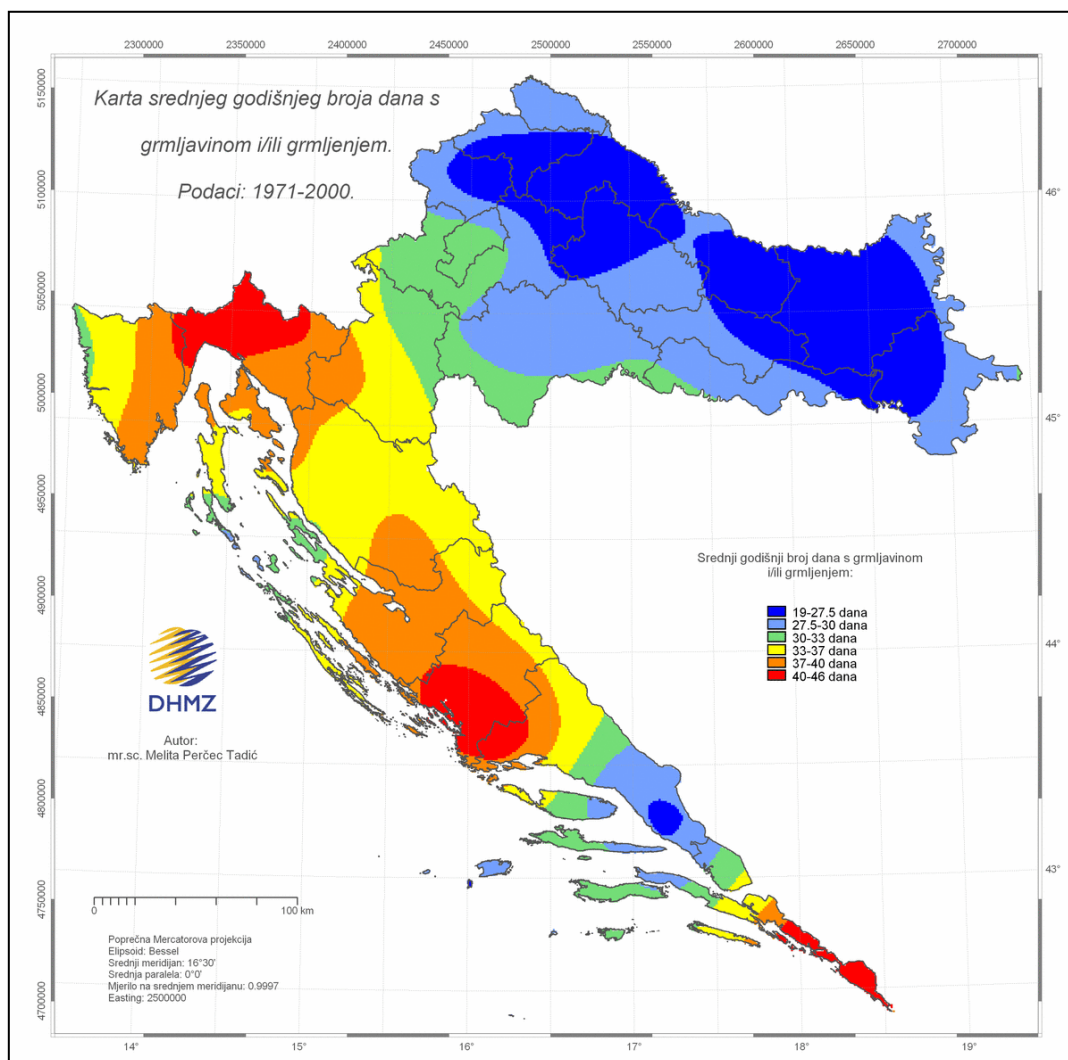 2300000 2350000 2400000 2450000 2500000 2550000 2600000 2650000 2700000
5150000
5100000
5050000
5000000
4950000
4900000
4850000
4800000
4750000
4700000
Karta srednjeg godišnjeg broja dana s
grmljavinom i/ili grmljenjem.
Podaci: 1971-2000.
46°
45°
44°
43°
Srednji godišnji broj dana s grmljavinom
i/ili grmljenjem:
19-27.5 dana
27.5-30 dana
30-33 dana
33-37 dana
37-40 dana
40-46 dana
DHMZ
Autor:
mr.sc. Melita Perčec Tadić
0 100 km
Poprečna Mercatorova projekcija
Elipsoid: Bessel
Srednji meridijan: 16°30'
Srednja paralela: 0°0'
Mjerilo na srednjem meridijanu: 0.9997
Easting: 2500000
14° 15° 16° 17° 18° 19°